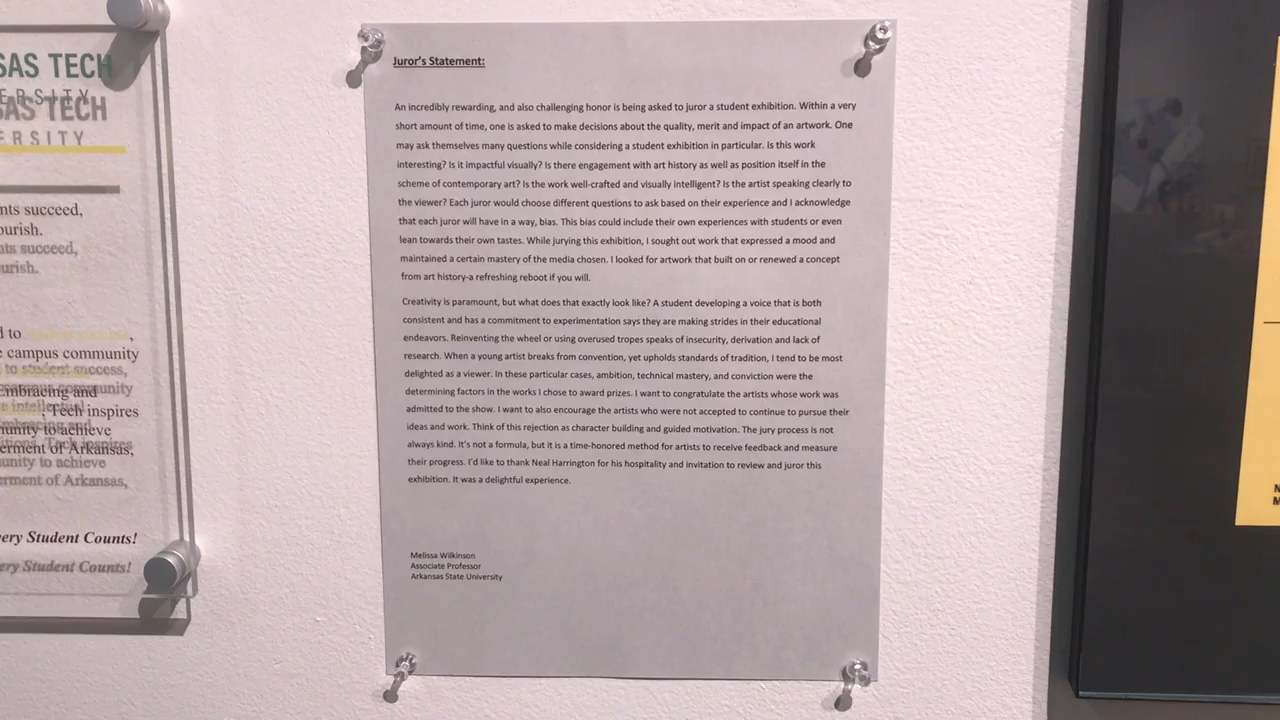 SAS TECH
ERSITY
nts succeed,
ourish.
d to
e campus community
to student success,
embracing and
Tech inspires
unity to achieve
erment of Arkansas,
very Student Counts!
Juror's Statement:
An incredibly rewarding, and also challenging honor is being asked to juror a student exhibition. Within a very
short amount of time, one is asked to make decisions about the quality, merit and impact of an artwork. One
may ask themselves many questions while considering a student exhibition in particular. Is this work
interesting? Is it impactful visually? Is there engagement with art history as well as position itself in the
scheme of contemporary art? Is the work well-crafted and visually intelligent? Is the artist speaking clearly to
the viewer? Each juror would choose different questions to ask based on their experience and I acknowledge
that each juror will have in a way, bias. This bias could include their own experiences with students or even
lean towards their own tastes. While jurying this exhibition, I sought out work that expressed a mood and
maintained a certain mastery of the media chosen. I looked for artwork that built on or renewed a concept
from art history-a refreshing reboot if you will.
Creativity is paramount, but what does that exactly look like? A student developing a voice that is both
consistent and has a commitment to experimentation says they are making strides in their educational
endeavors. Reinventing the wheel or using overused tropes speaks of insecurity, derivation and lack of
research. When a young artist breaks from convention, yet upholds standards of tradition, I tend to be most
delighted as a viewer. In these particular cases, ambition, technical mastery, and conviction were the
determining factors in the works I chose to award prizes. I want to congratulate the artists whose work was
admitted to the show. I want to also encourage the artists who were not accepted to continue to pursue their
ideas and work. Think of this rejection as character building and guided motivation. The jury process is not
always kind. It's not a formula, but it is a time-honored method for artists to receive feedback and measure
their progress. I'd like to thank Neal Harrington for his hospitality and invitation to review and juror this
exhibition. It was a delightful experience.
Melissa Wilkinson
Associate Professor
Arkansas State University
N
M